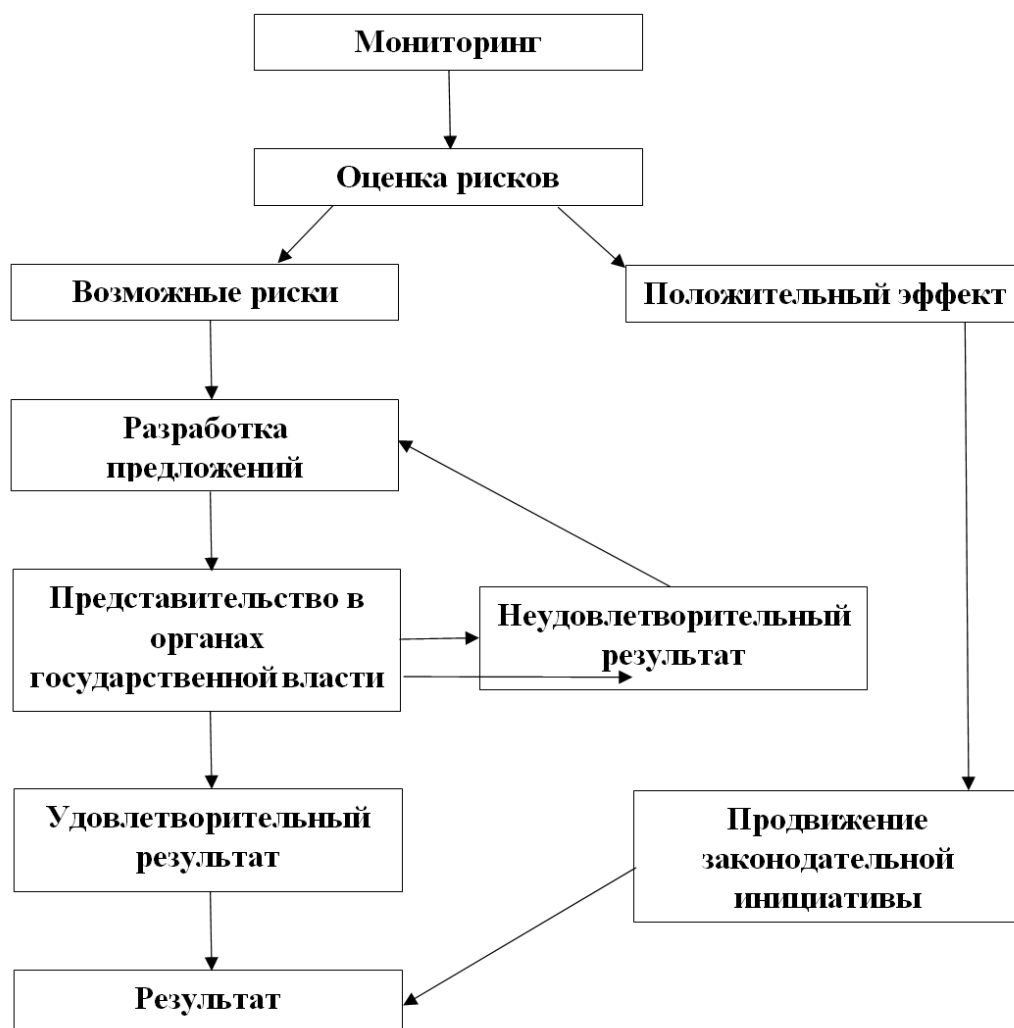 Мониторинг
Оценка рисков
Возможные риски
Положительный эффект
Разработка
предложений
Представительство в
органах
государственной власти
Неудовлетворительный
результат
Удовлетворительный
результат
Продвижение
законодательной
инициативы
Результат